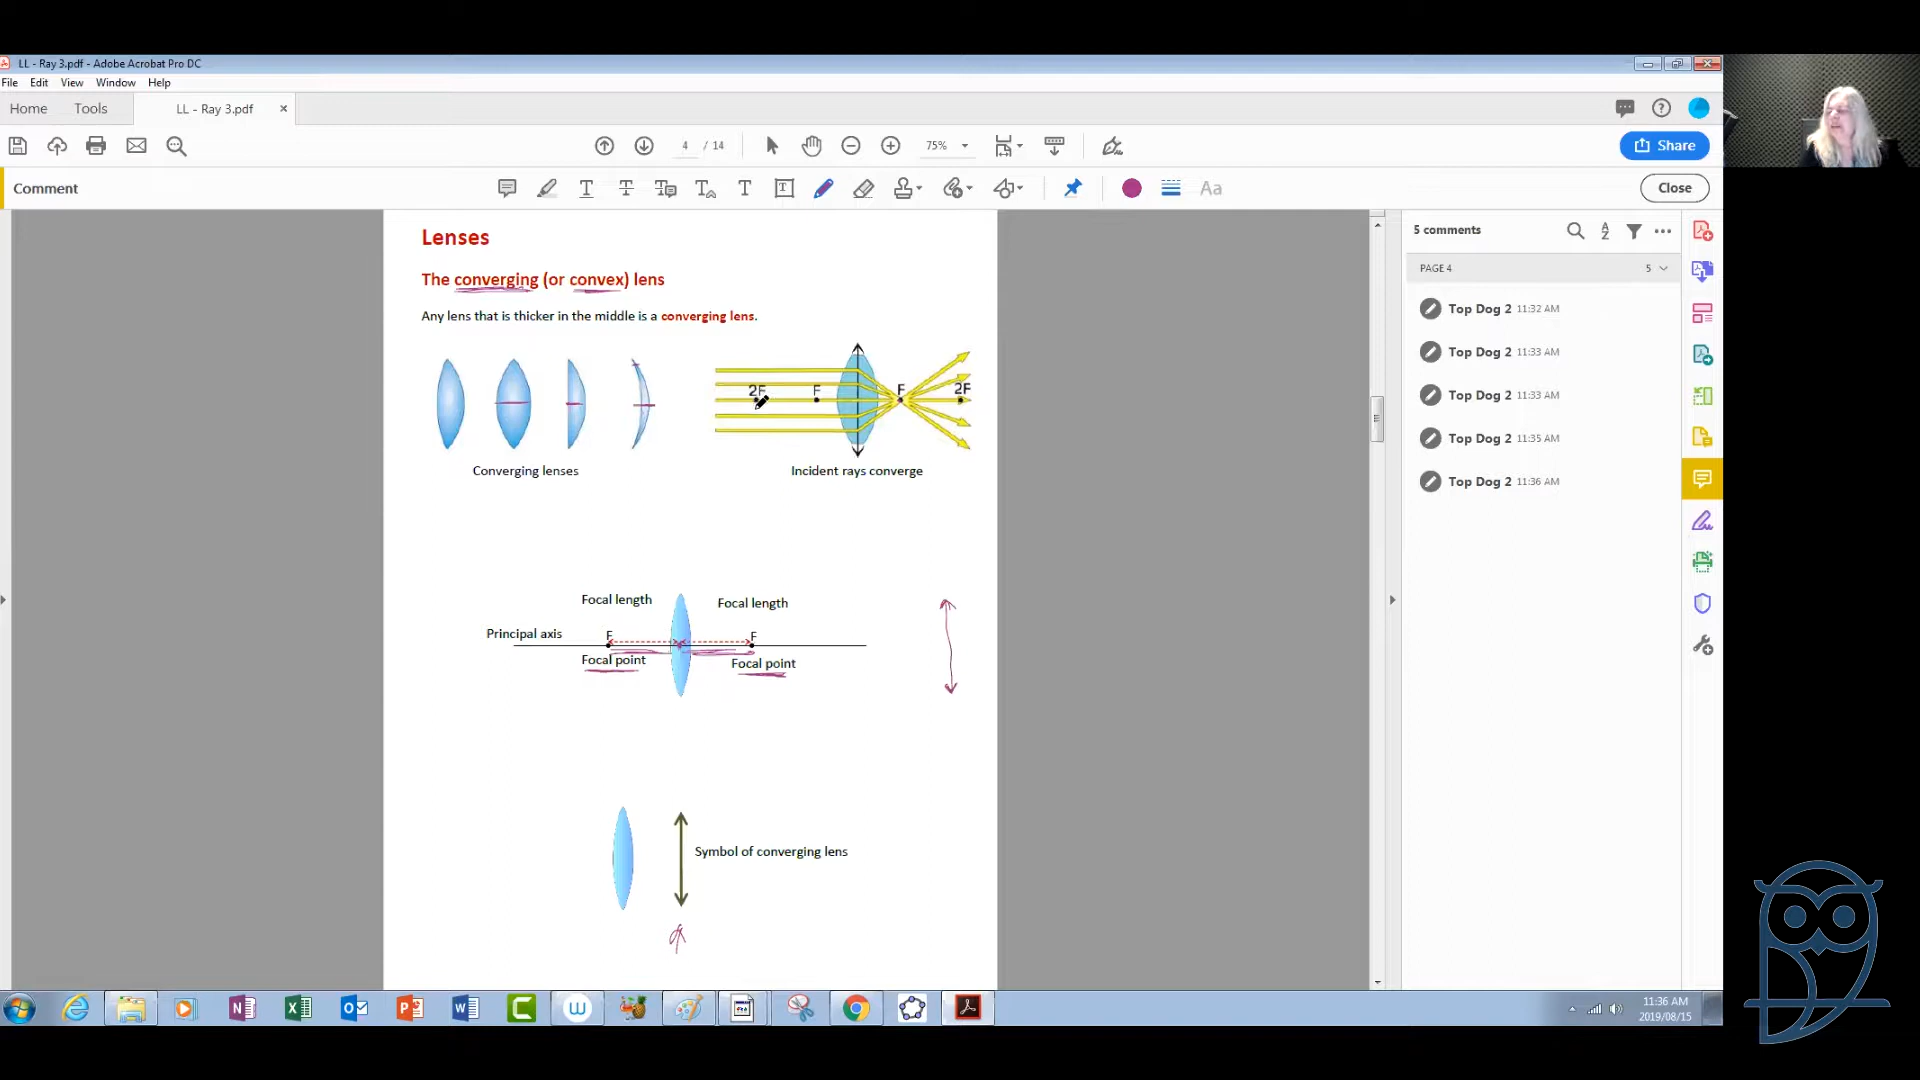 LL - Ray 3.pdf - Adobe Acrobat Pro DC
File Edit View Window Help
Home Tools LL - Ray 3.pdf ×
4 / 14 75% Share
Comment T T T T T T Aa Close
Lenses
The converging (or convex) lens
Any lens that is thicker in the middle is a converging lens.
2F F F 2F
Converging lenses
Incident rays converge
Focal length Focal length
Principal axis F F
Focal point Focal point
Symbol of converging lens
5 comments
PAGE 4 5
Top Dog 2 11:32 AM
Top Dog 2 11:33 AM
Top Dog 2 11:33 AM
Top Dog 2 11:35 AM
Top Dog 2 11:36 AM
11:36 AM
2019/08/15